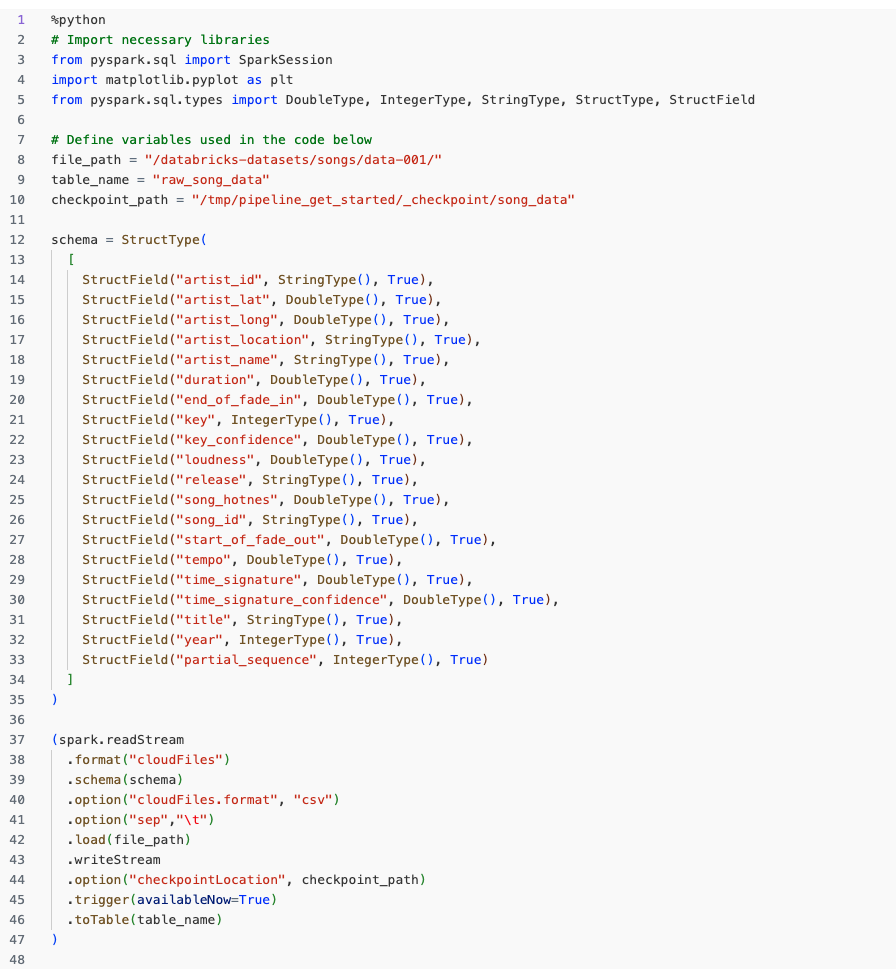 1 %python
2 # Import necessary libraries
3 from pyspark.sql import SparkSession
4 import matplotlib.pyplot as plt
5 from pyspark.sql.types import DoubleType, IntegerType, StringType, StructType, StructField
6
7 # Define variables used in the code below
8 file_path = "/databricks-datasets/songs/data-001/"
9 table_name = "raw_song_data"
10 checkpoint_path = "/tmp/pipeline_get_started/_checkpoint/song_data"
11
12 schema = StructType(
13 [
14 StructField("artist_id", StringType(), True),
15 StructField("artist_lat", DoubleType(), True),
16 StructField("artist_long", DoubleType(), True),
17 StructField("artist_location", StringType(), True),
18 StructField("artist_name", StringType(), True),
19 StructField("duration", DoubleType(), True),
20 StructField("end_of_fade_in", DoubleType(), True),
21 StructField("key", IntegerType(), True),
22 StructField("key_confidence", DoubleType(), True),
23 StructField("loudness", DoubleType(), True),
24 StructField("release", StringType(), True),
25 StructField("song_hotnes", DoubleType(), True),
26 StructField("song_id", StringType(), True),
27 StructField("start_of_fade_out", DoubleType(), True),
28 StructField("tempo", DoubleType(), True),
29 StructField("time_signature", DoubleType(), True),
30 StructField("time_signature_confidence", DoubleType(), True),
31 StructField("title", StringType(), True),
32 StructField("year", IntegerType(), True),
33 StructField("partial_sequence", IntegerType(), True)
34 ]
35 )
36
37 (spark.readStream
38 .format("cloudFiles")
39 .schema(schema)
40 .option("cloudFiles.format", "csv")
41 .option("sep","\t")
42 .load(file_path)
43 .writeStream
44 .option("checkpointLocation", checkpoint_path)
45 .trigger(availableNow=True)
46 .toTable(table_name)
47 )
48